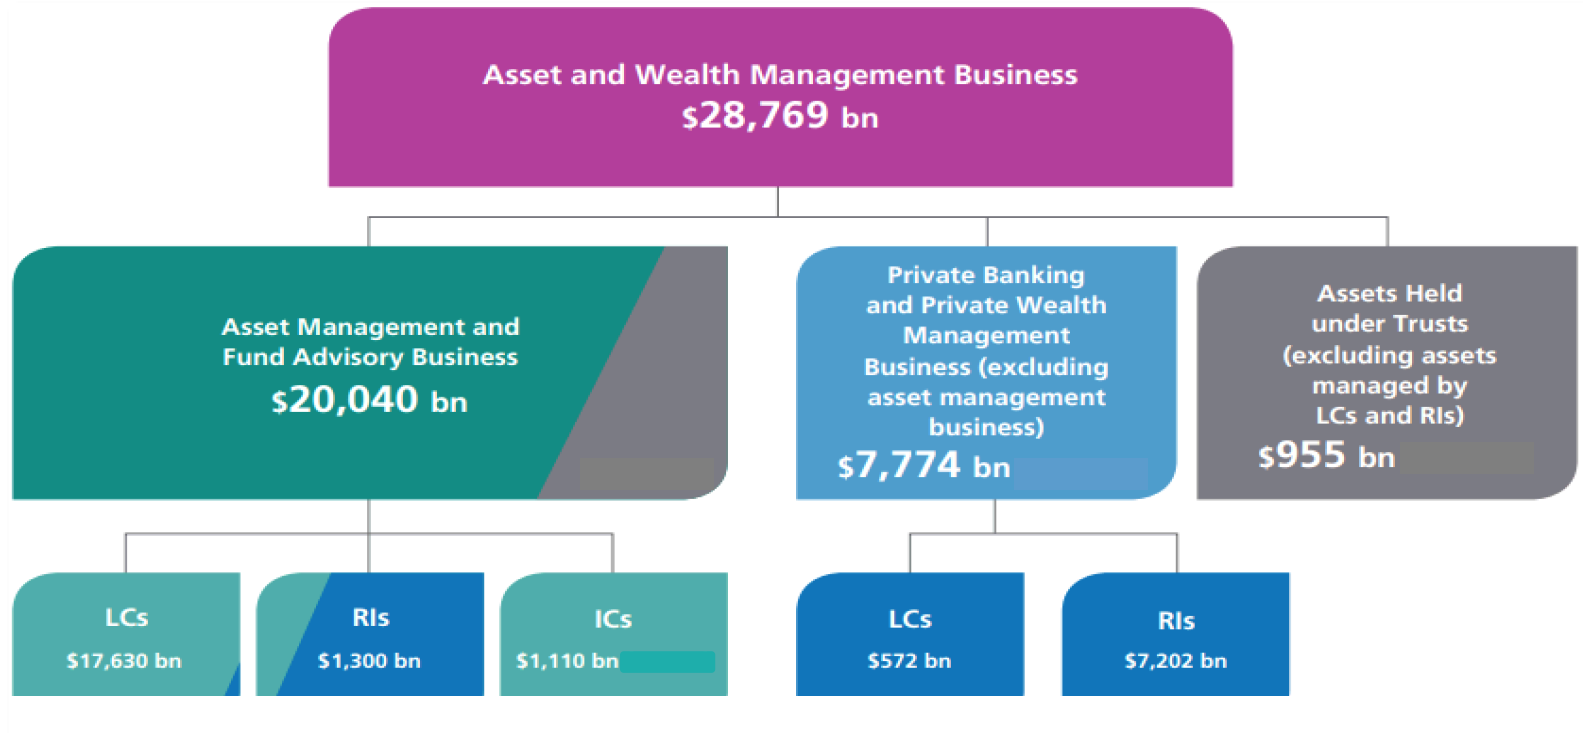 Asset and Wealth Management Business
$28,769 bn
Asset Management and
Fund Advisory Business
$20,040 bn
Private Banking
and Private Wealth
Management
Business (excluding
asset management
business)
$7,774 bn
Assets Held
under Trusts
(excluding assets
managed by
LCs and RIs)
$955 bn
LCs
$17,630 bn
RIs
$1,300 bn
ICs
$1,110 bn
LCs
$572 bn
RIs
$7,202 bn